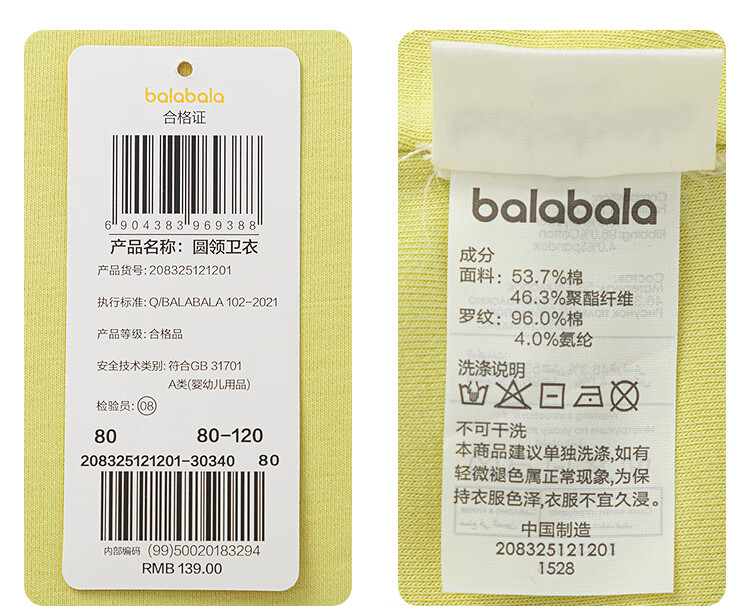 balabala
合格证
6 904383 969388
产品名称：圆领卫衣
产品货号: 208325121201
执行标准: Q/BALABALA 102-2021
产品等级: 合格品
安全技术类别: 符合GB 31701
A类(婴幼儿用品)
检验员: 08
80 80-120
208325121201-30340 80
内部编码 (99)50020183294
RMB 139.00
balabala
成分
面料: 53.7%棉
46.3%聚酯纤维
罗纹: 96.0%棉
4.0%氨纶
洗涤说明
不可干洗
本商品建议单独洗涤,如有
轻微褪色属正常现象,为保
持衣服色泽,衣服不宜久浸。
中国制造
208325121201
1528